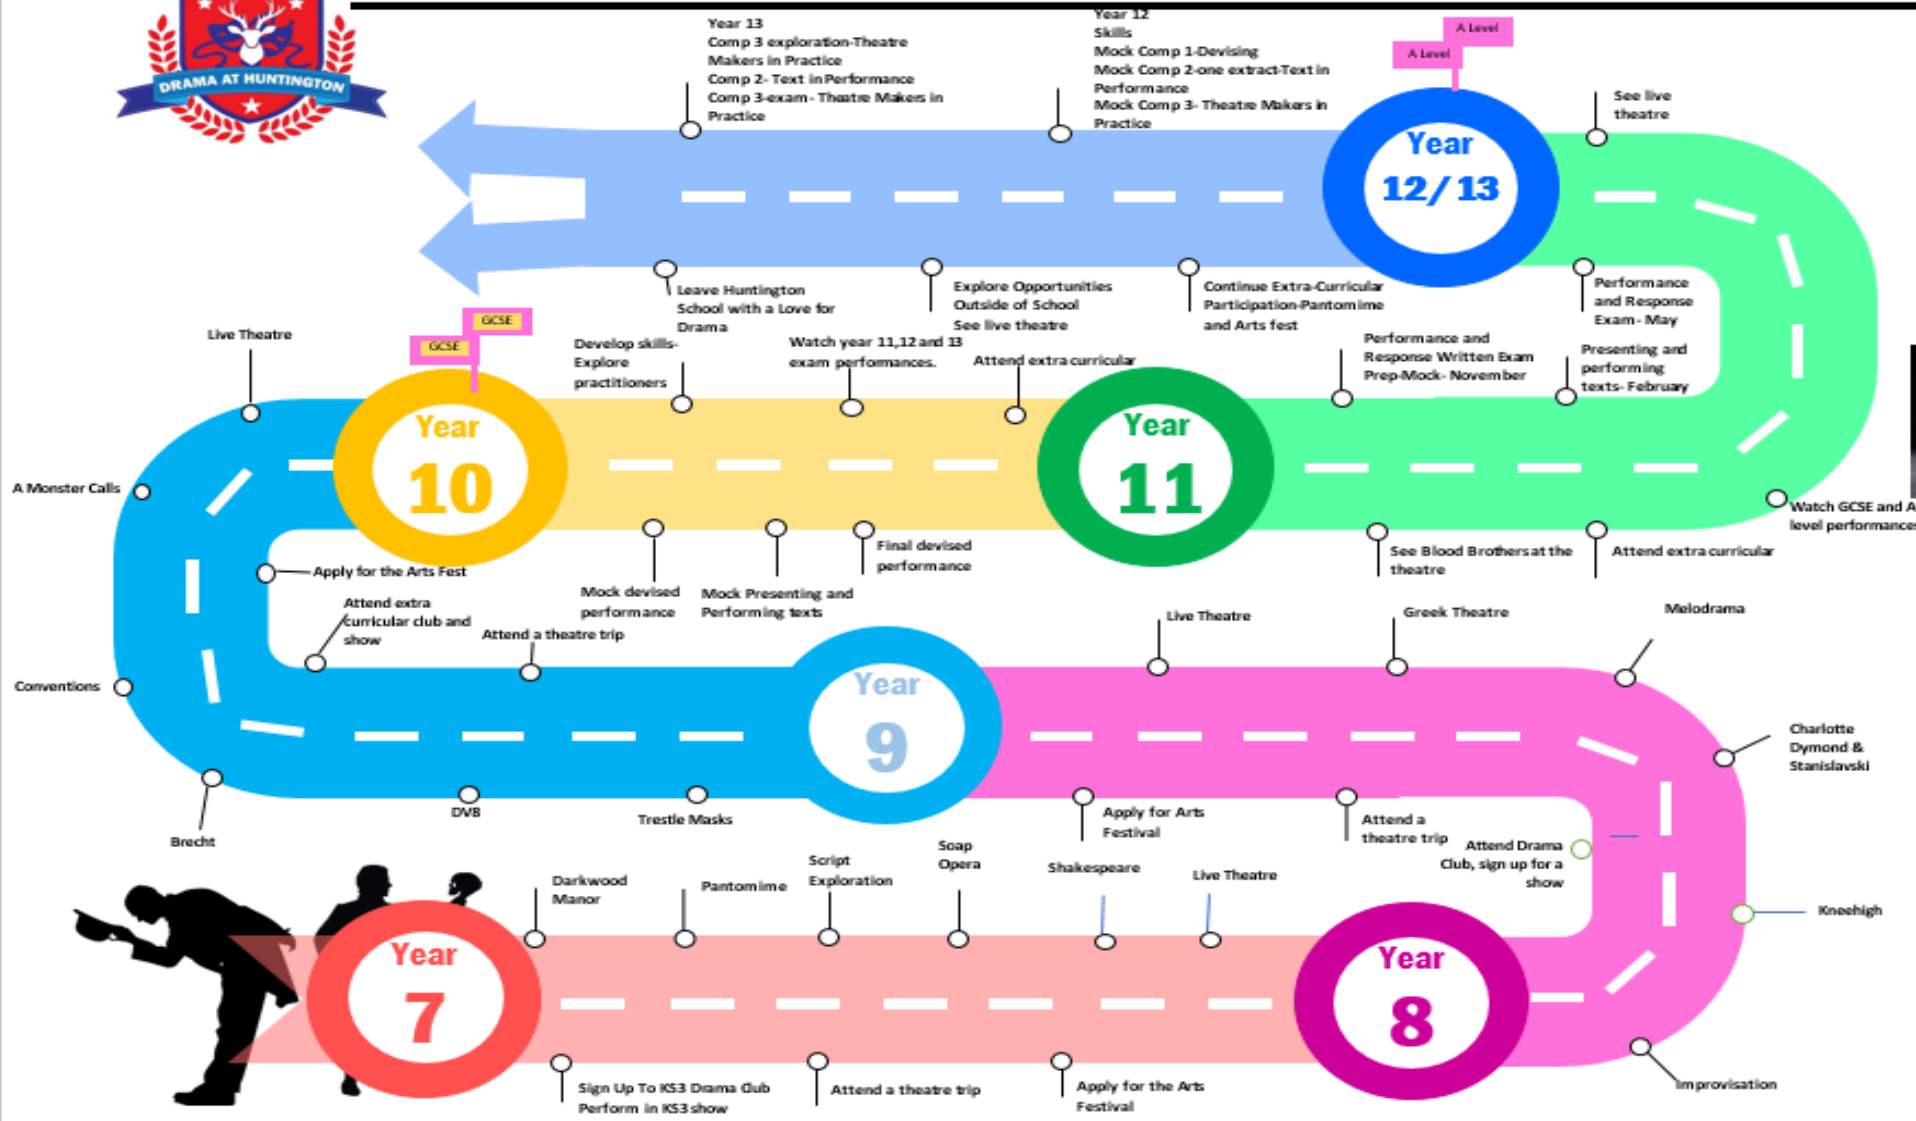 DRAMA AT HUNTINGTON
Year 13
Comp 3 exploration-Theatre
Makers in Practice
Comp 2- Text in Performance
Comp 3-exam- Theatre Makers in
Practice
Year 12
Skills
Mock Comp 1-Devising
Mock Comp 2-one extract-Text in
Performance
Mock Comp 3- Theatre Makers in
Practice
A Level
A Level
See live
theatre
Year
12/13
Leave Huntington
School with a Love for
Drama
Explore Opportunities
Outside of School
See live theatre
Continue Extra-Curricular
Participation-Pantomime
and Arts fest
Performance
and Response
Exam- May
GCSE
GCSE
Live Theatre
Develop skills-
Explore
practitioners
Watch year 11,12 and 13
exam performances.
Attend extra curricular
Performance and
Response Written Exam
Prep-Mock- November
Presenting and
performing
texts- February
Year
10
Year
11
A Monster Calls
Watch GCSE and A
level performances
Apply for the Arts Fest
Final devised
performance
See Blood Brothers at the
theatre
Attend extra curricular
Mock devised
performance
Mock Presenting and
Performing texts
Attend extra
curricular club and
show
Attend a theatre trip
Live Theatre
Greek Theatre
Melodrama
Conventions
Year
9
Charlotte
Dymond &
Stanislavski
Brecht
DV8
Trestle Masks
Apply for Arts
Festival
Attend a
theatre trip
Attend Drama
Club, sign up for a
show
Kneehigh
Darkwood
Manor
Pantomime
Script
Exploration
Soap
Opera
Shakespeare
Live Theatre
Year
7
Year
8
Sign Up To KS3 Drama Club
Perform in KS3 show
Attend a theatre trip
Apply for the Arts
Festival
Improvisation